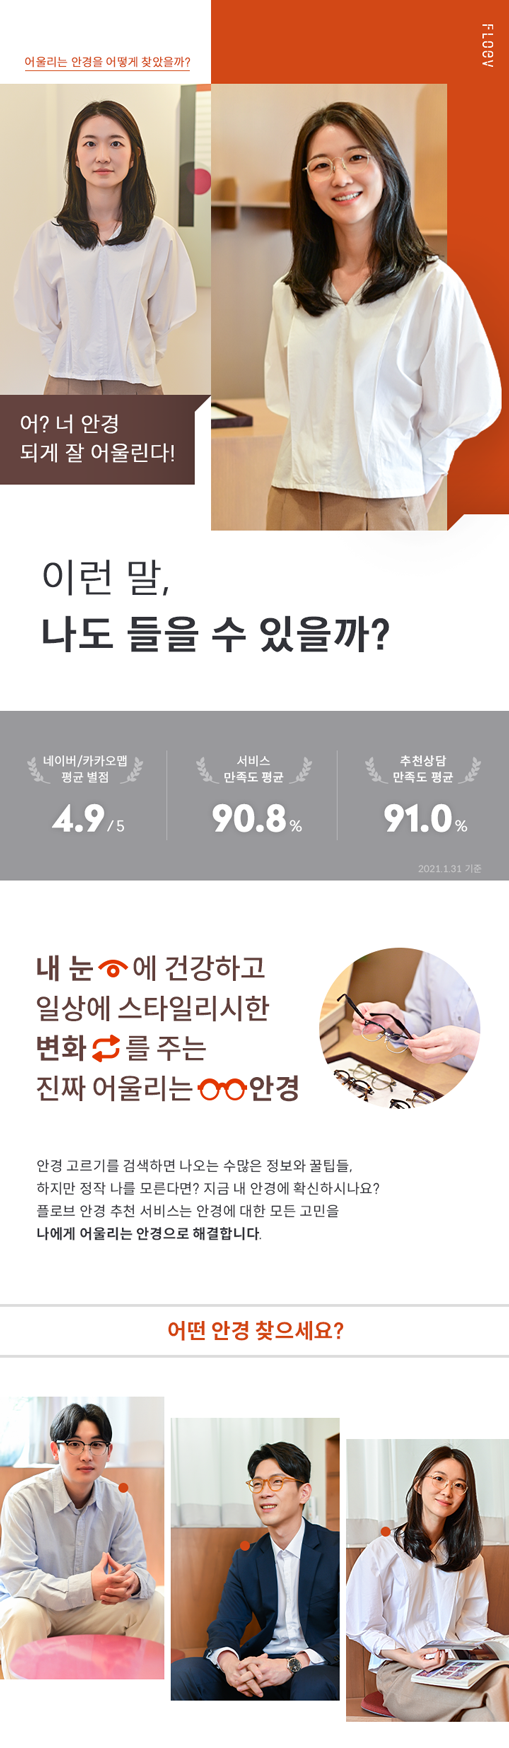 FLOBV
어울리는 안경을 어떻게 찾았을까?
어? 너 안경
되게 잘 어울린다!
이런 말,
나도 들을 수 있을까?
네이버/카카오맵
평균 별점
4.9/5
서비스
만족도 평균
90.8%
추천상담
만족도 평균
91.0%
2021.1.31 기준
내 눈에 건강하고
일상에 스타일리시한
변화를 주는
진짜 어울리는 안경
안경 고르기를 검색하면 나오는 수많은 정보와 꿀팁들,
하지만 정작 나를 모른다면? 지금 내 안경에 확신하시나요?
플로브 안경 추천 서비스는 안경에 대한 모든 고민을
나에게 어울리는 안경으로 해결합니다.
어떤 안경 찾으세요?